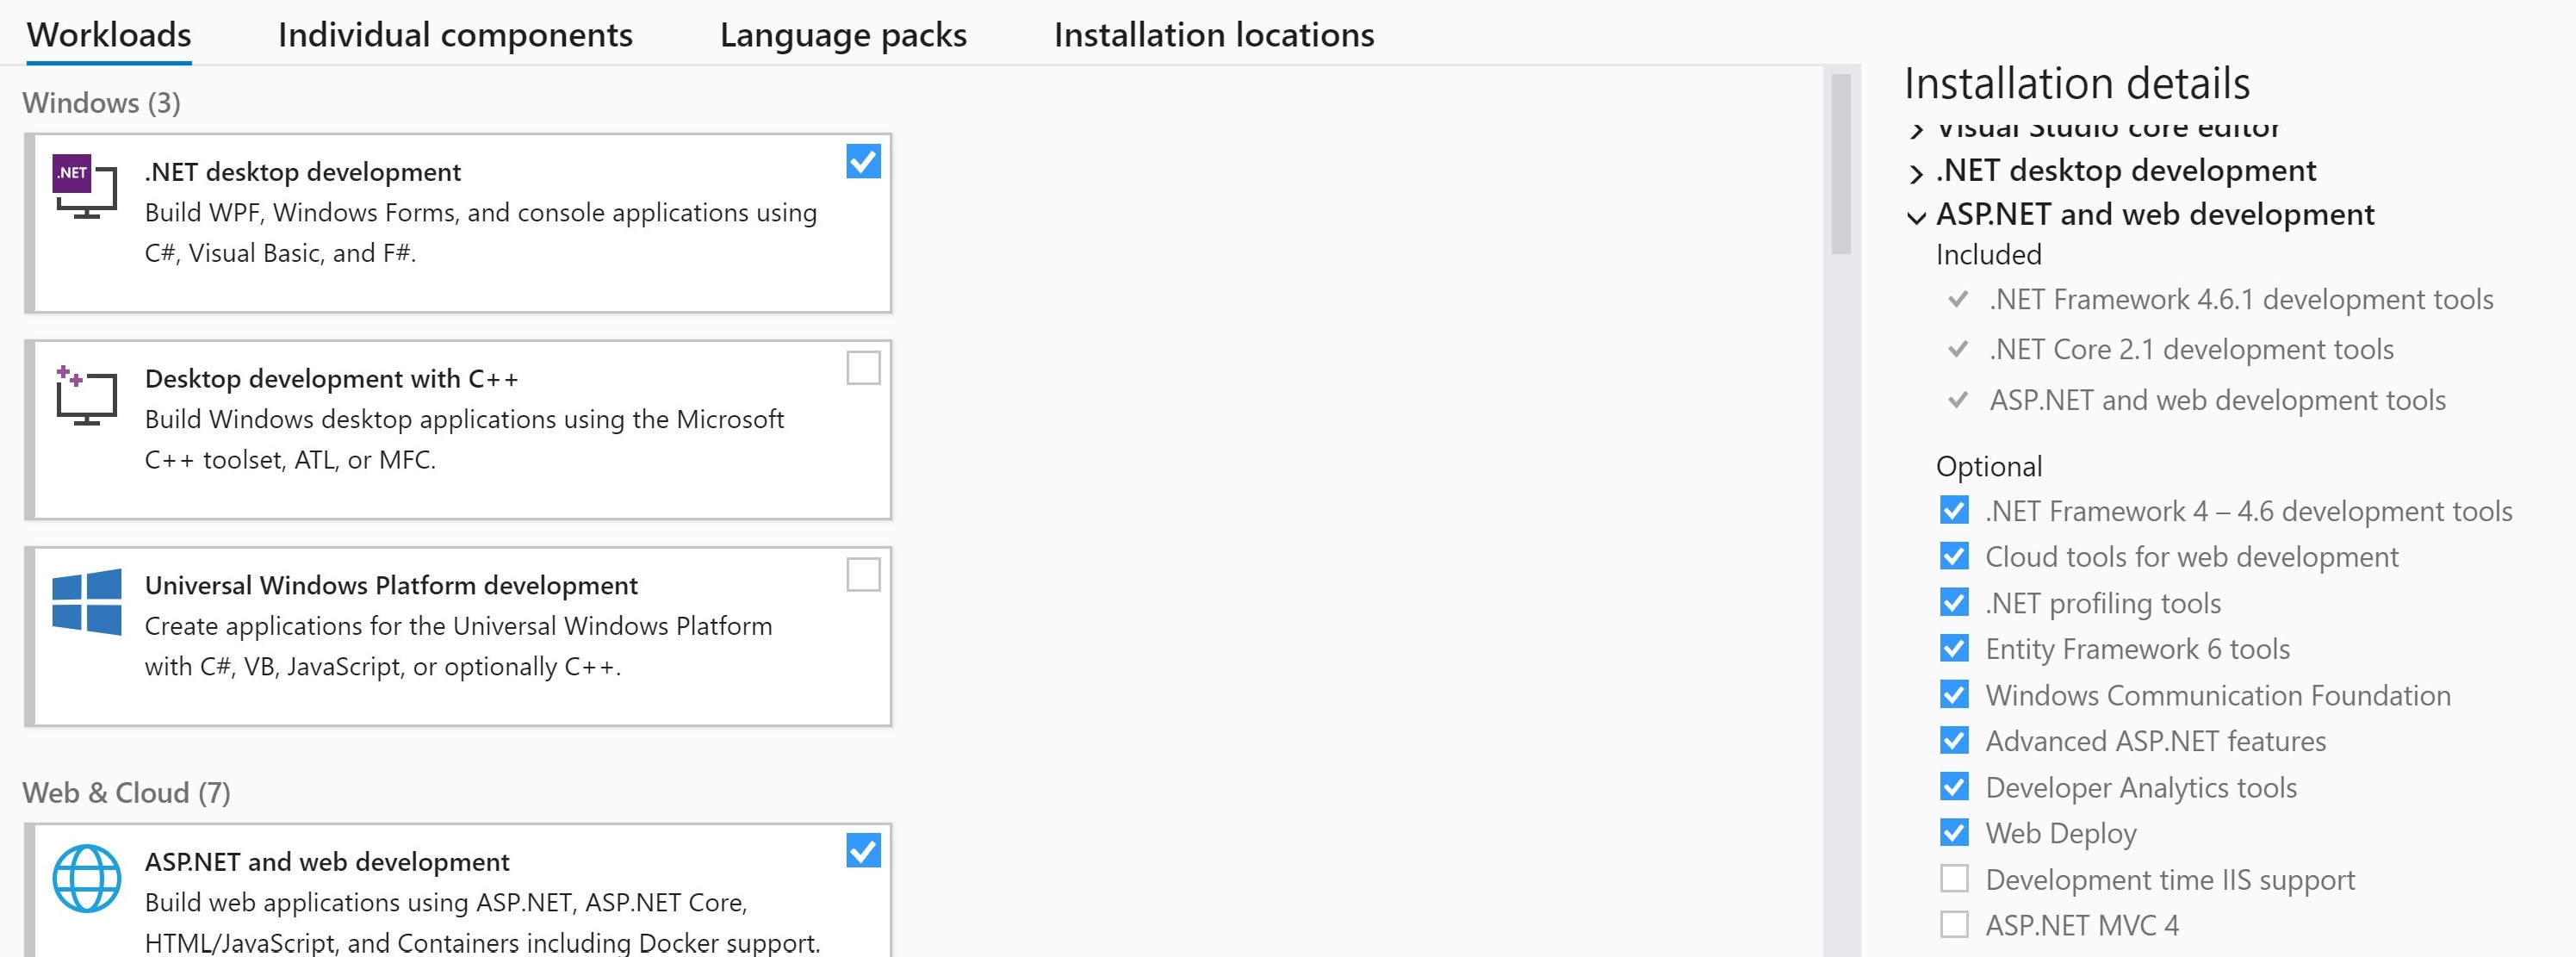 Workloads
Individual components
Language packs
Installation locations
Windows (3)
.NET
.NET desktop development
Build WPF, Windows Forms, and console applications using
C#, Visual Basic, and F#.
Desktop development with C++
Build Windows desktop applications using the Microsoft
C++ toolset, ATL, or MFC.
Universal Windows Platform development
Create applications for the Universal Windows Platform
with C#, VB, JavaScript, or optionally C++.
Web & Cloud (7)
ASP.NET and web development
Build web applications using ASP.NET, ASP.NET Core,
HTML/JavaScript, and Containers including Docker support.
Installation details
Visual Studio core editor
.NET desktop development
ASP.NET and web development
Included
.NET Framework 4.6.1 development tools
.NET Core 2.1 development tools
ASP.NET and web development tools
Optional
.NET Framework 4 – 4.6 development tools
Cloud tools for web development
.NET profiling tools
Entity Framework 6 tools
Windows Communication Foundation
Advanced ASP.NET features
Developer Analytics tools
Web Deploy
Development time IIS support
ASP.NET MVC 4